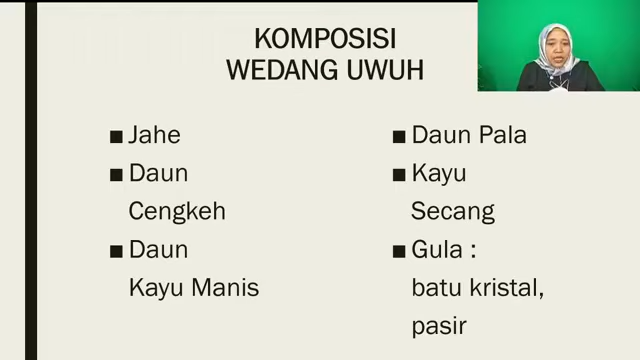 KOMPOSISI
WEDANG UWUH
■ Jahe
■ Daun
Cengkeh
■ Daun
Kayu Manis
■ Daun Pala
■ Kayu
Secang
■ Gula :
batu kristal,
pasir